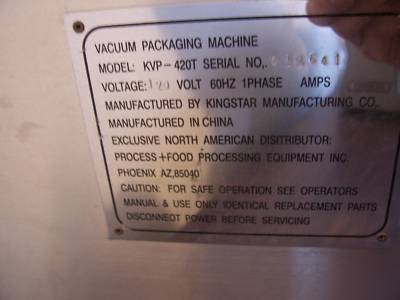 VACUUM PACKAGING MACHINE
MODEL: KVP-420T SERIAL NO,.
VOLTAGE: 120 VOLT 60HZ 1PHASE AMPS
MANUFACTURED BY KINGSTAR MANUFACTURING CO,.
MANUFACTURED IN CHINA
EXCLUSIVE NORTH AMERICAN DISITRIBUTOR:
PROCESS+FOOD PROCESSING EQUIPMENT INC.
PHOENIX AZ,85040
CAUTION: FOR SAFE OPERATION SEE OPERATORS
MANUAL & USE ONLY IDENTICAL REPLACEMENT PARTS
DISCONNEOT POWER BEFORE SERVICING